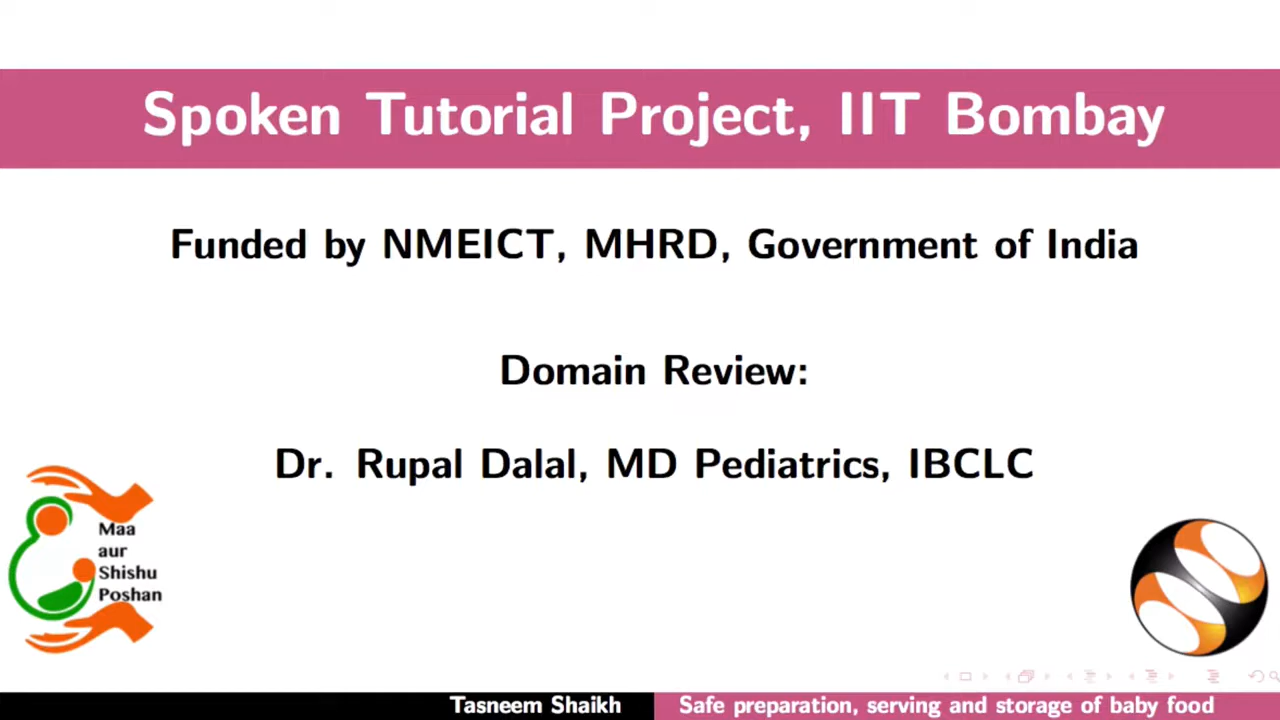 Spoken Tutorial Project, IIT Bombay
Funded by NMEICT, MHRD, Government of India
Domain Review:
Dr. Rupal Dalal, MD Pediatrics, IBCLC
Maa
aur
Shishu
Poshan
Tasneem Shaikh
Safe preparation, serving and storage of baby food